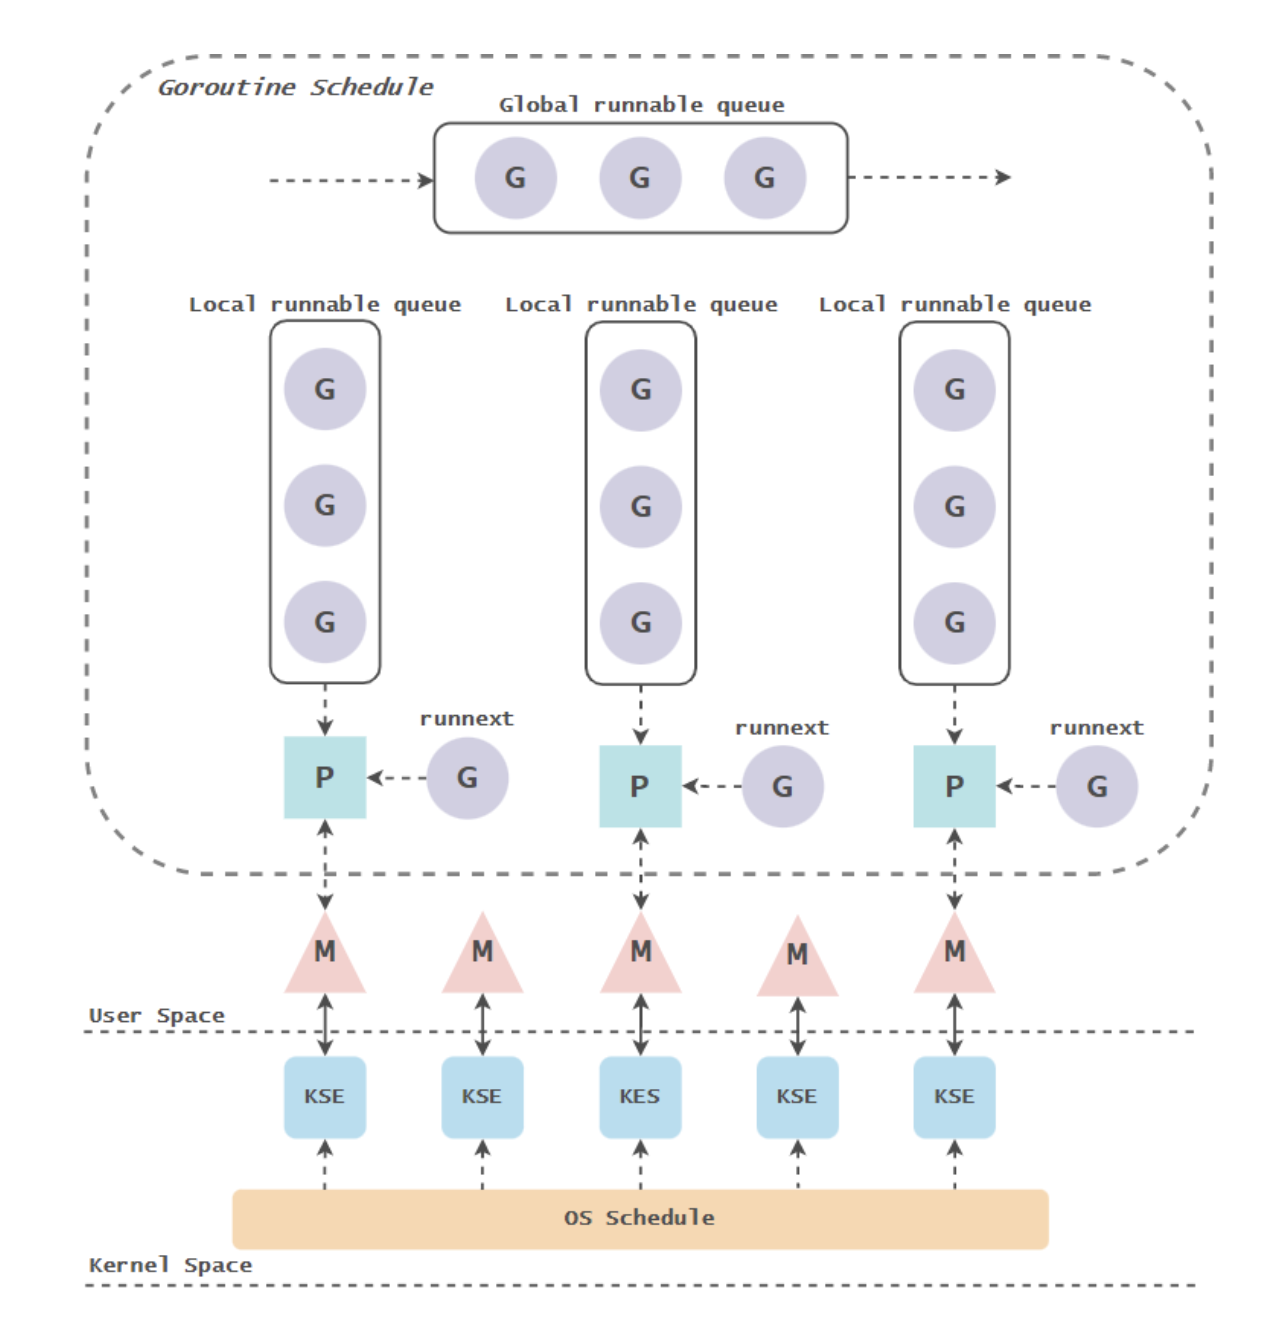 Goroutine Schedule
Global runnable queue
G G G
Local runnable queue Local runnable queue Local runnable queue
G G G
G G G
G G G
runnext runnext runnext
P G P G P G
M M M M M
User Space
KSE KSE KES KSE KSE
OS Schedule
Kernel Space